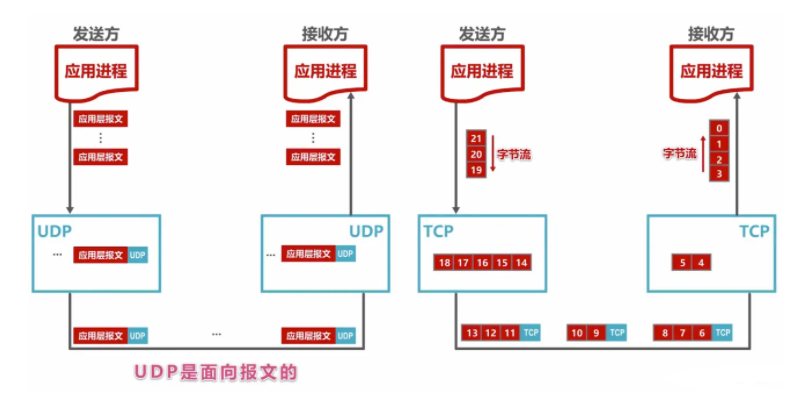 发送方
接收方
应用进程
应用进程
应用层报文
⋮
应用层报文
应用层报文
⋮
应用层报文
UDP
… 应用层报文 UDP
UDP
… 应用层报文 UDP
应用层报文 UDP
…
应用层报文 UDP
UDP是面向报文的
发送方
接收方
应用进程
应用进程
21
20
19
字节流
字节流
0
1
2
3
TCP
18 17 16 15 14
TCP
5 4
13 12 11 TCP
10 9 TCP
8 7 6 TCP